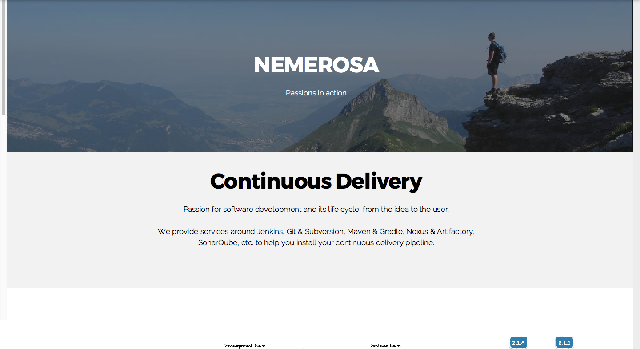 NEMEROSA
Passions in action
Continuous Delivery
Passion for software development and its life cycle, from the idea to the user.
We provide services around Jenkins, Git & Subversion, Maven & Gradle, Nexus & Artifactory,
SonarQube, etc. to help you install your continuous delivery pipeline.